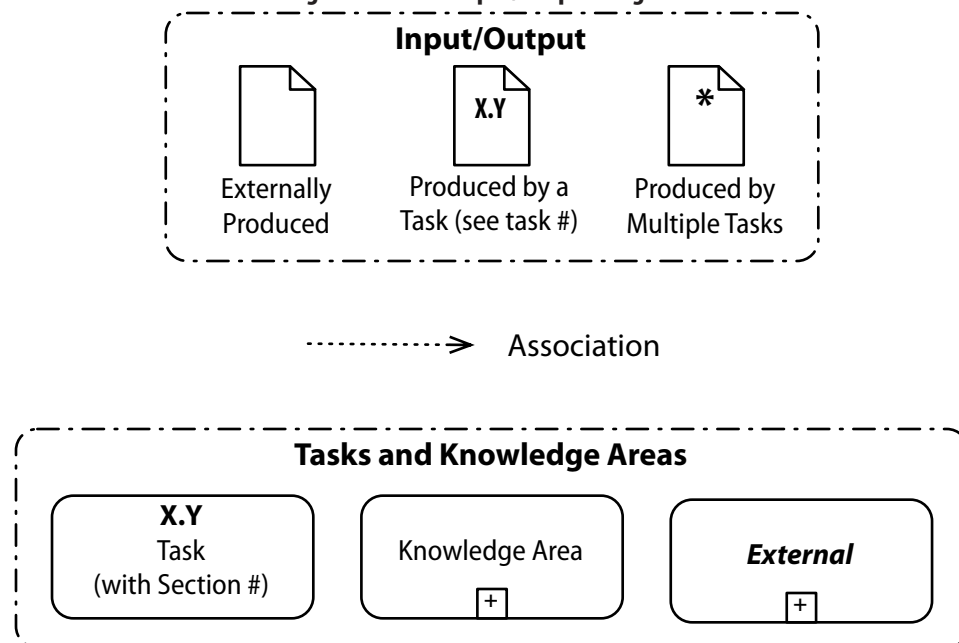 Input/Output
X.Y
*
Externally
Produced
Produced by a
Task (see task #)
Produced by
Multiple Tasks
Association
Tasks and Knowledge Areas
X.Y
Task
(with Section #)
Knowledge Area
+
External
+